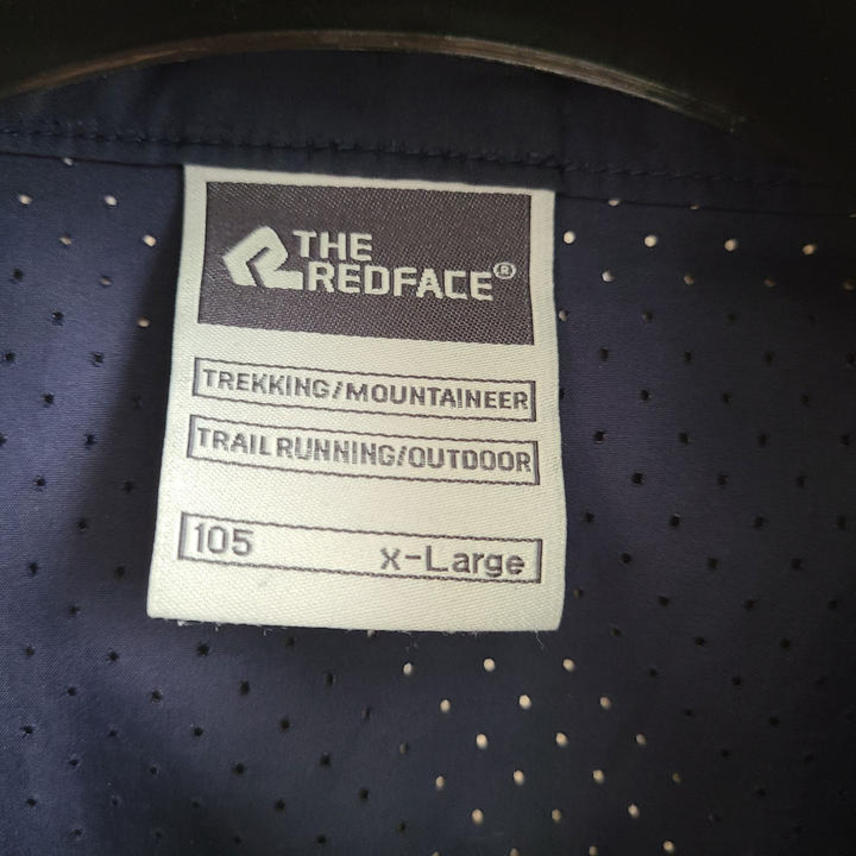 THE
REDFACE®
TREKKING/MOUNTAINEER
TRAIL RUNNING/OUTDOOR
105 X-Large